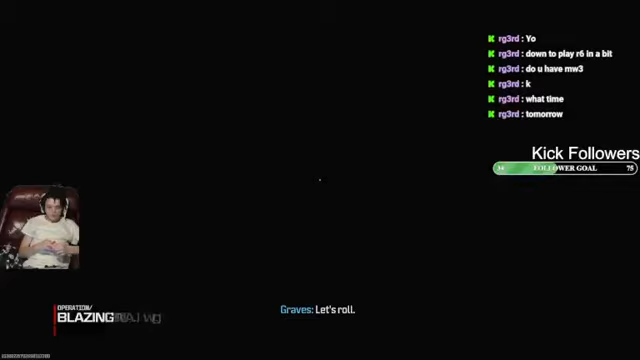 rg3rd : Yo
rg3rd : down to play r6 in a bit
rg3rd : do u have mw3
rg3rd : k
rg3rd : what time
rg3rd : tomorrow
Kick Followers
34 FOLLOWER GOAL 75
OPERATION/
BLAZING
Graves: Let's roll.